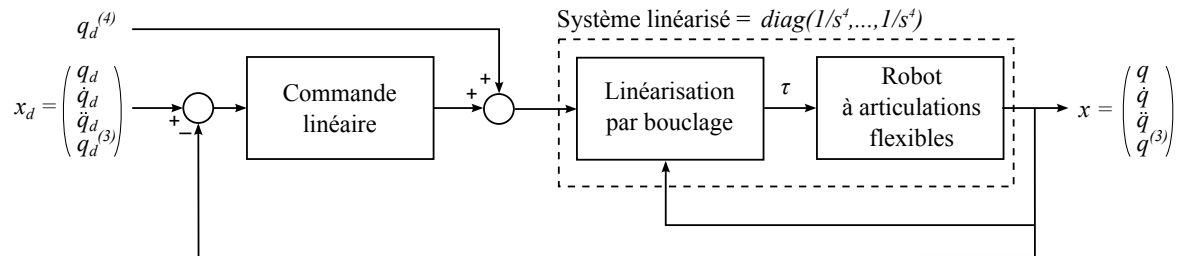 Système linéarisé = diag(1/s⁴,...,1/s⁴)
q_d⁽⁴⁾
x_d = ( q_d
q̇_d
q̈_d
q_d⁽³⁾ )
+
−
Commande
linéaire
+
+
Linéarisation
par bouclage
τ
Robot
à articulations
flexibles
x = ( q
q̇
q̈
q⁽³⁾ )